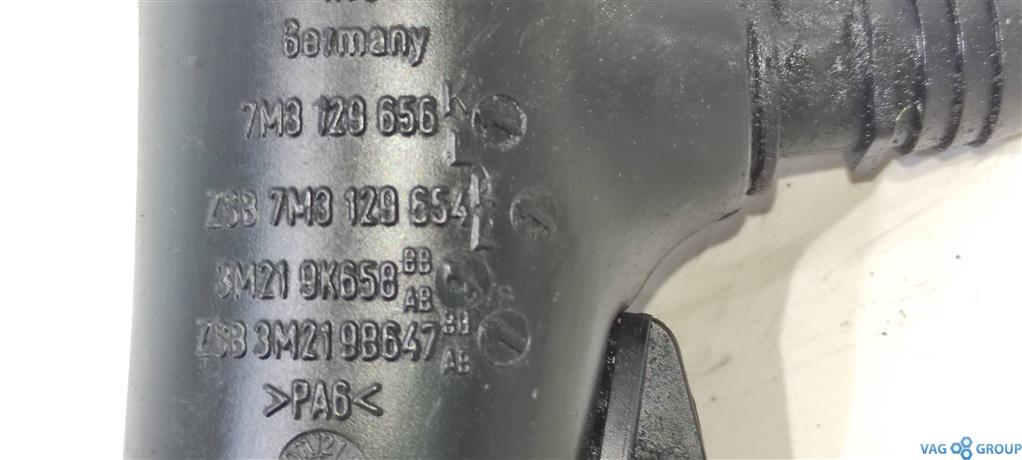 Germany
7M3 129 656 K
L
ZSB 7M3 129 654
3M21 9K658 BB
AB
ZSB 3M21 9B647 BB
AB
>PA6<
VAG GROUP